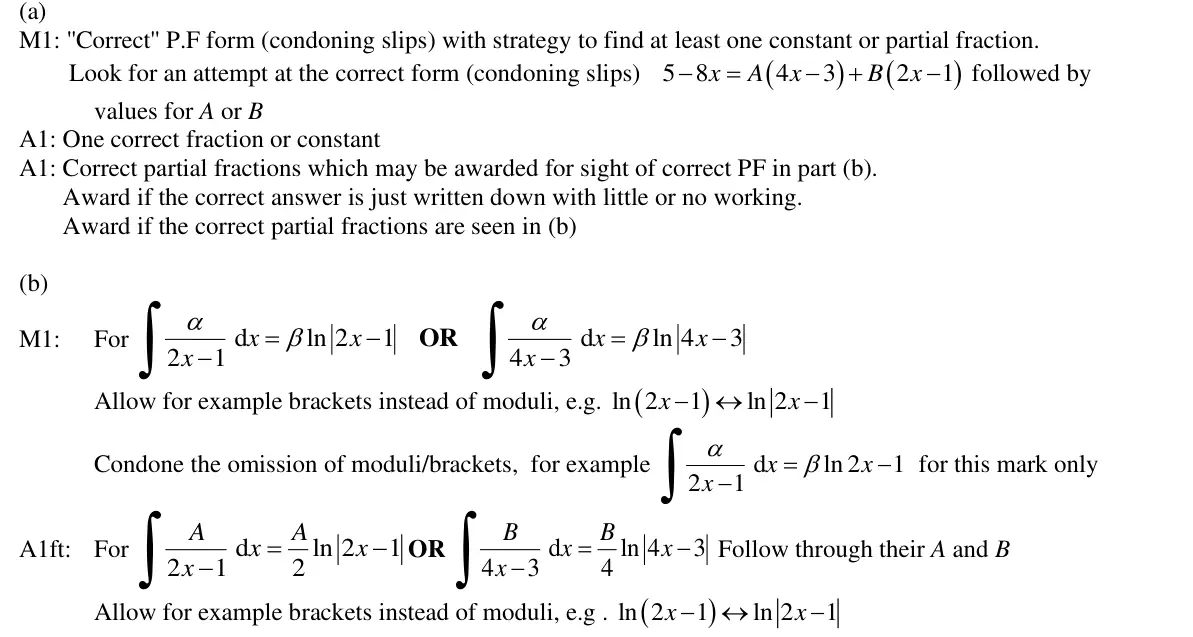 (a)
M1: "Correct" P.F form (condoning slips) with strategy to find at least one constant or partial fraction.
Look for an attempt at the correct form (condoning slips) 5−8x = A(4x−3)+B(2x−1) followed by
values for A or B
A1: One correct fraction or constant
A1: Correct partial fractions which may be awarded for sight of correct PF in part (b).
Award if the correct answer is just written down with little or no working.
Award if the correct partial fractions are seen in (b)
(b)
M1: For ∫ α/(2x−1) dx = β ln|2x−1| OR ∫ α/(4x−3) dx = β ln|4x−3|
Allow for example brackets instead of moduli, e.g. ln(2x−1)↔ln|2x−1|
Condone the omission of moduli/brackets, for example ∫ α/(2x−1) dx = β ln 2x−1 for this mark only
A1ft: For ∫ A/(2x−1) dx = A/2 ln|2x−1| OR ∫ B/(4x−3) dx = B/4 ln|4x−3| Follow through their A and B
Allow for example brackets instead of moduli, e.g . ln(2x−1)↔ln|2x−1|